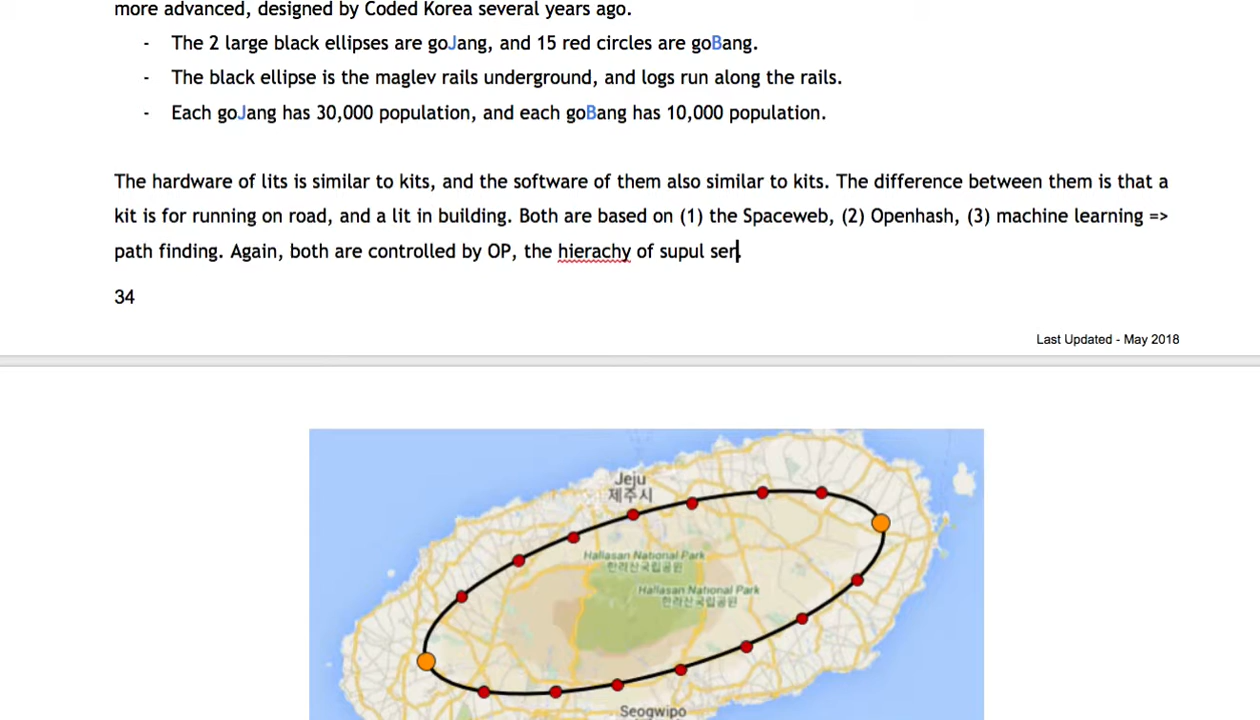 more advanced, designed by Coded Korea several years ago.
- The 2 large black ellipses are goJang, and 15 red circles are goBang.
- The black ellipse is the maglev rails underground, and logs run along the rails.
- Each goJang has 30,000 population, and each goBang has 10,000 population.
The hardware of lits is similar to kits, and the software of them also similar to kits. The difference between them is that a
kit is for running on road, and a lit in building. Both are based on (1) the Spaceweb, (2) Openhash, (3) machine learning =>
path finding. Again, both are controlled by OP, the hierachy of supul ser.
34
Last Updated - May 2018
Jeju
제주시
Hallasan National Park
한라산국립공원
Hallasan National Park
한라산국립공원
Seogwipo